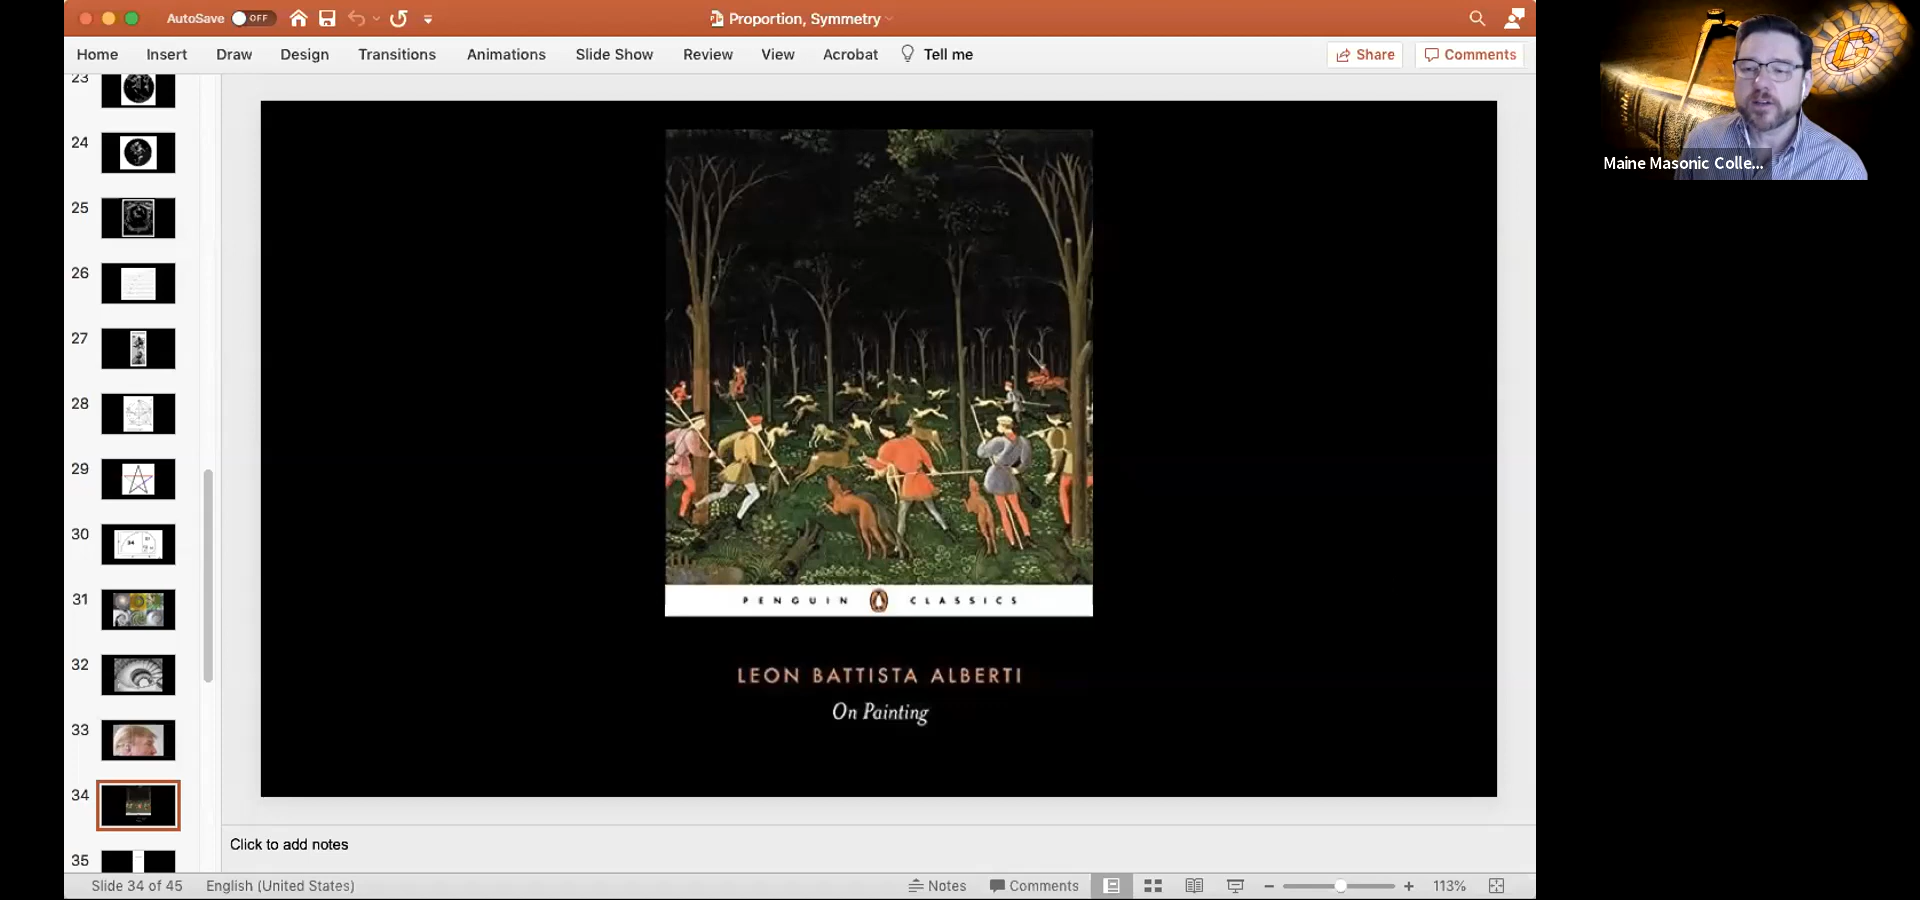 AutoSave OFF
Proportion, Symmetry
Home Insert Draw Design Transitions Animations Slide Show Review View Acrobat Tell me
Share Comments
23
24
25
26
27
28
29
30
31
32
33
34
35
PENGUIN CLASSICS
LEON BATTISTA ALBERTI
On Painting
Click to add notes
Slide 34 of 45 English (United States)
Notes Comments 113%
Maine Masonic Colle...
G